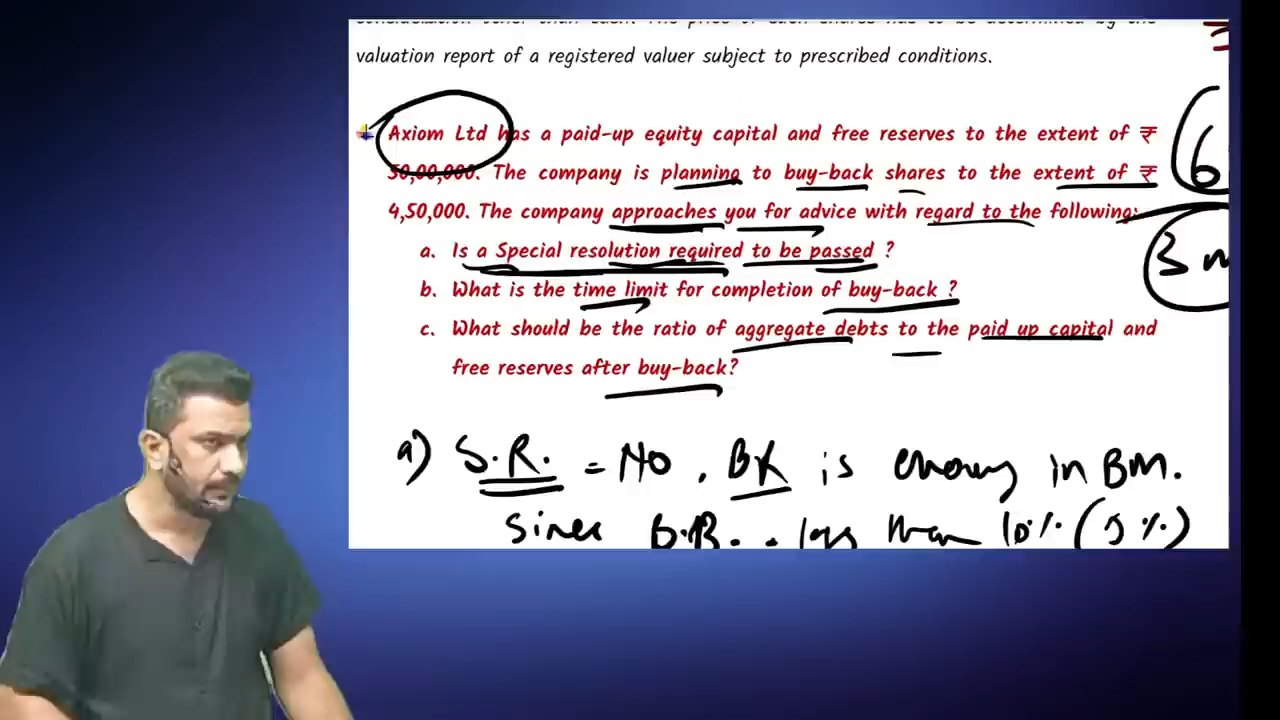 valuation report of a registered valuer subject to prescribed conditions.
Axiom Ltd has a paid-up equity capital and free reserves to the extent of ₹
50,00,000. The company is planning to buy-back shares to the extent of ₹
4,50,000. The company approaches you for advice with regard to the following:
a. Is a Special resolution required to be passed ?
b. What is the time limit for completion of buy-back ?
c. What should be the ratio of aggregate debts to the paid up capital and
free reserves after buy-back?
6
3 m
a) S.R. = NO . BR is enough in BM.
Since B.B. . less than 10% (9%)